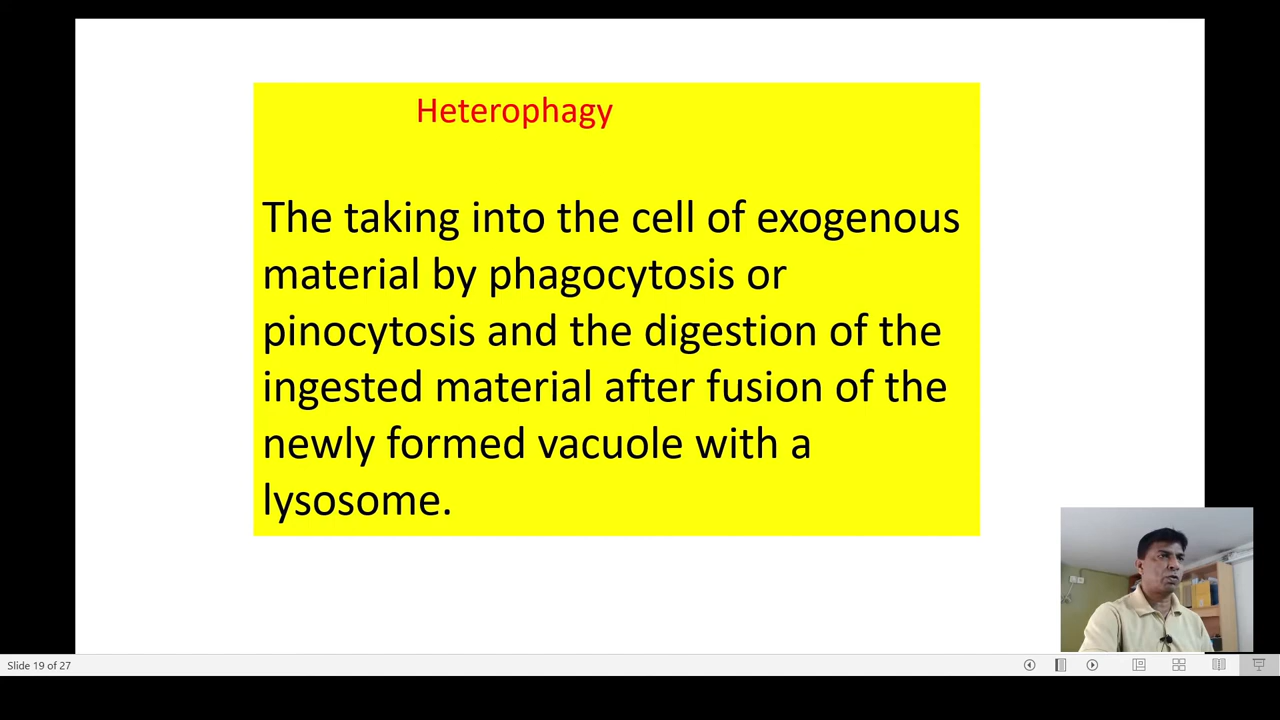 Heterophagy
The taking into the cell of exogenous
material by phagocytosis or
pinocytosis and the digestion of the
ingested material after fusion of the
newly formed vacuole with a
lysosome.
Slide 19 of 27